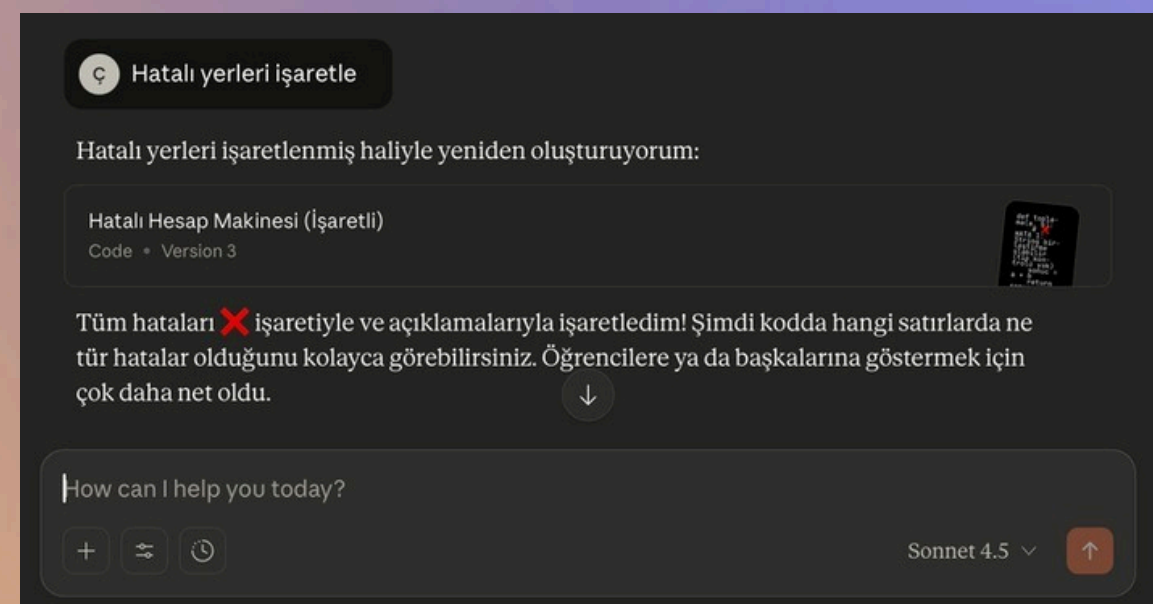 Ç Hatalı yerleri işaretle
Hatalı yerleri işaretlenmiş haliyle yeniden oluşturuyorum:
Hatalı Hesap Makinesi (İşaretli)
Code • Version 3
Tüm hataları ❌ işaretiyle ve açıklamalarıyla işaretledim! Şimdi kodda hangi satırlarda ne
tür hatalar olduğunu kolayca görebilirsiniz. Öğrencilere ya da başkalarına göstermek için
çok daha net oldu.
How can I help you today?
Sonnet 4.5